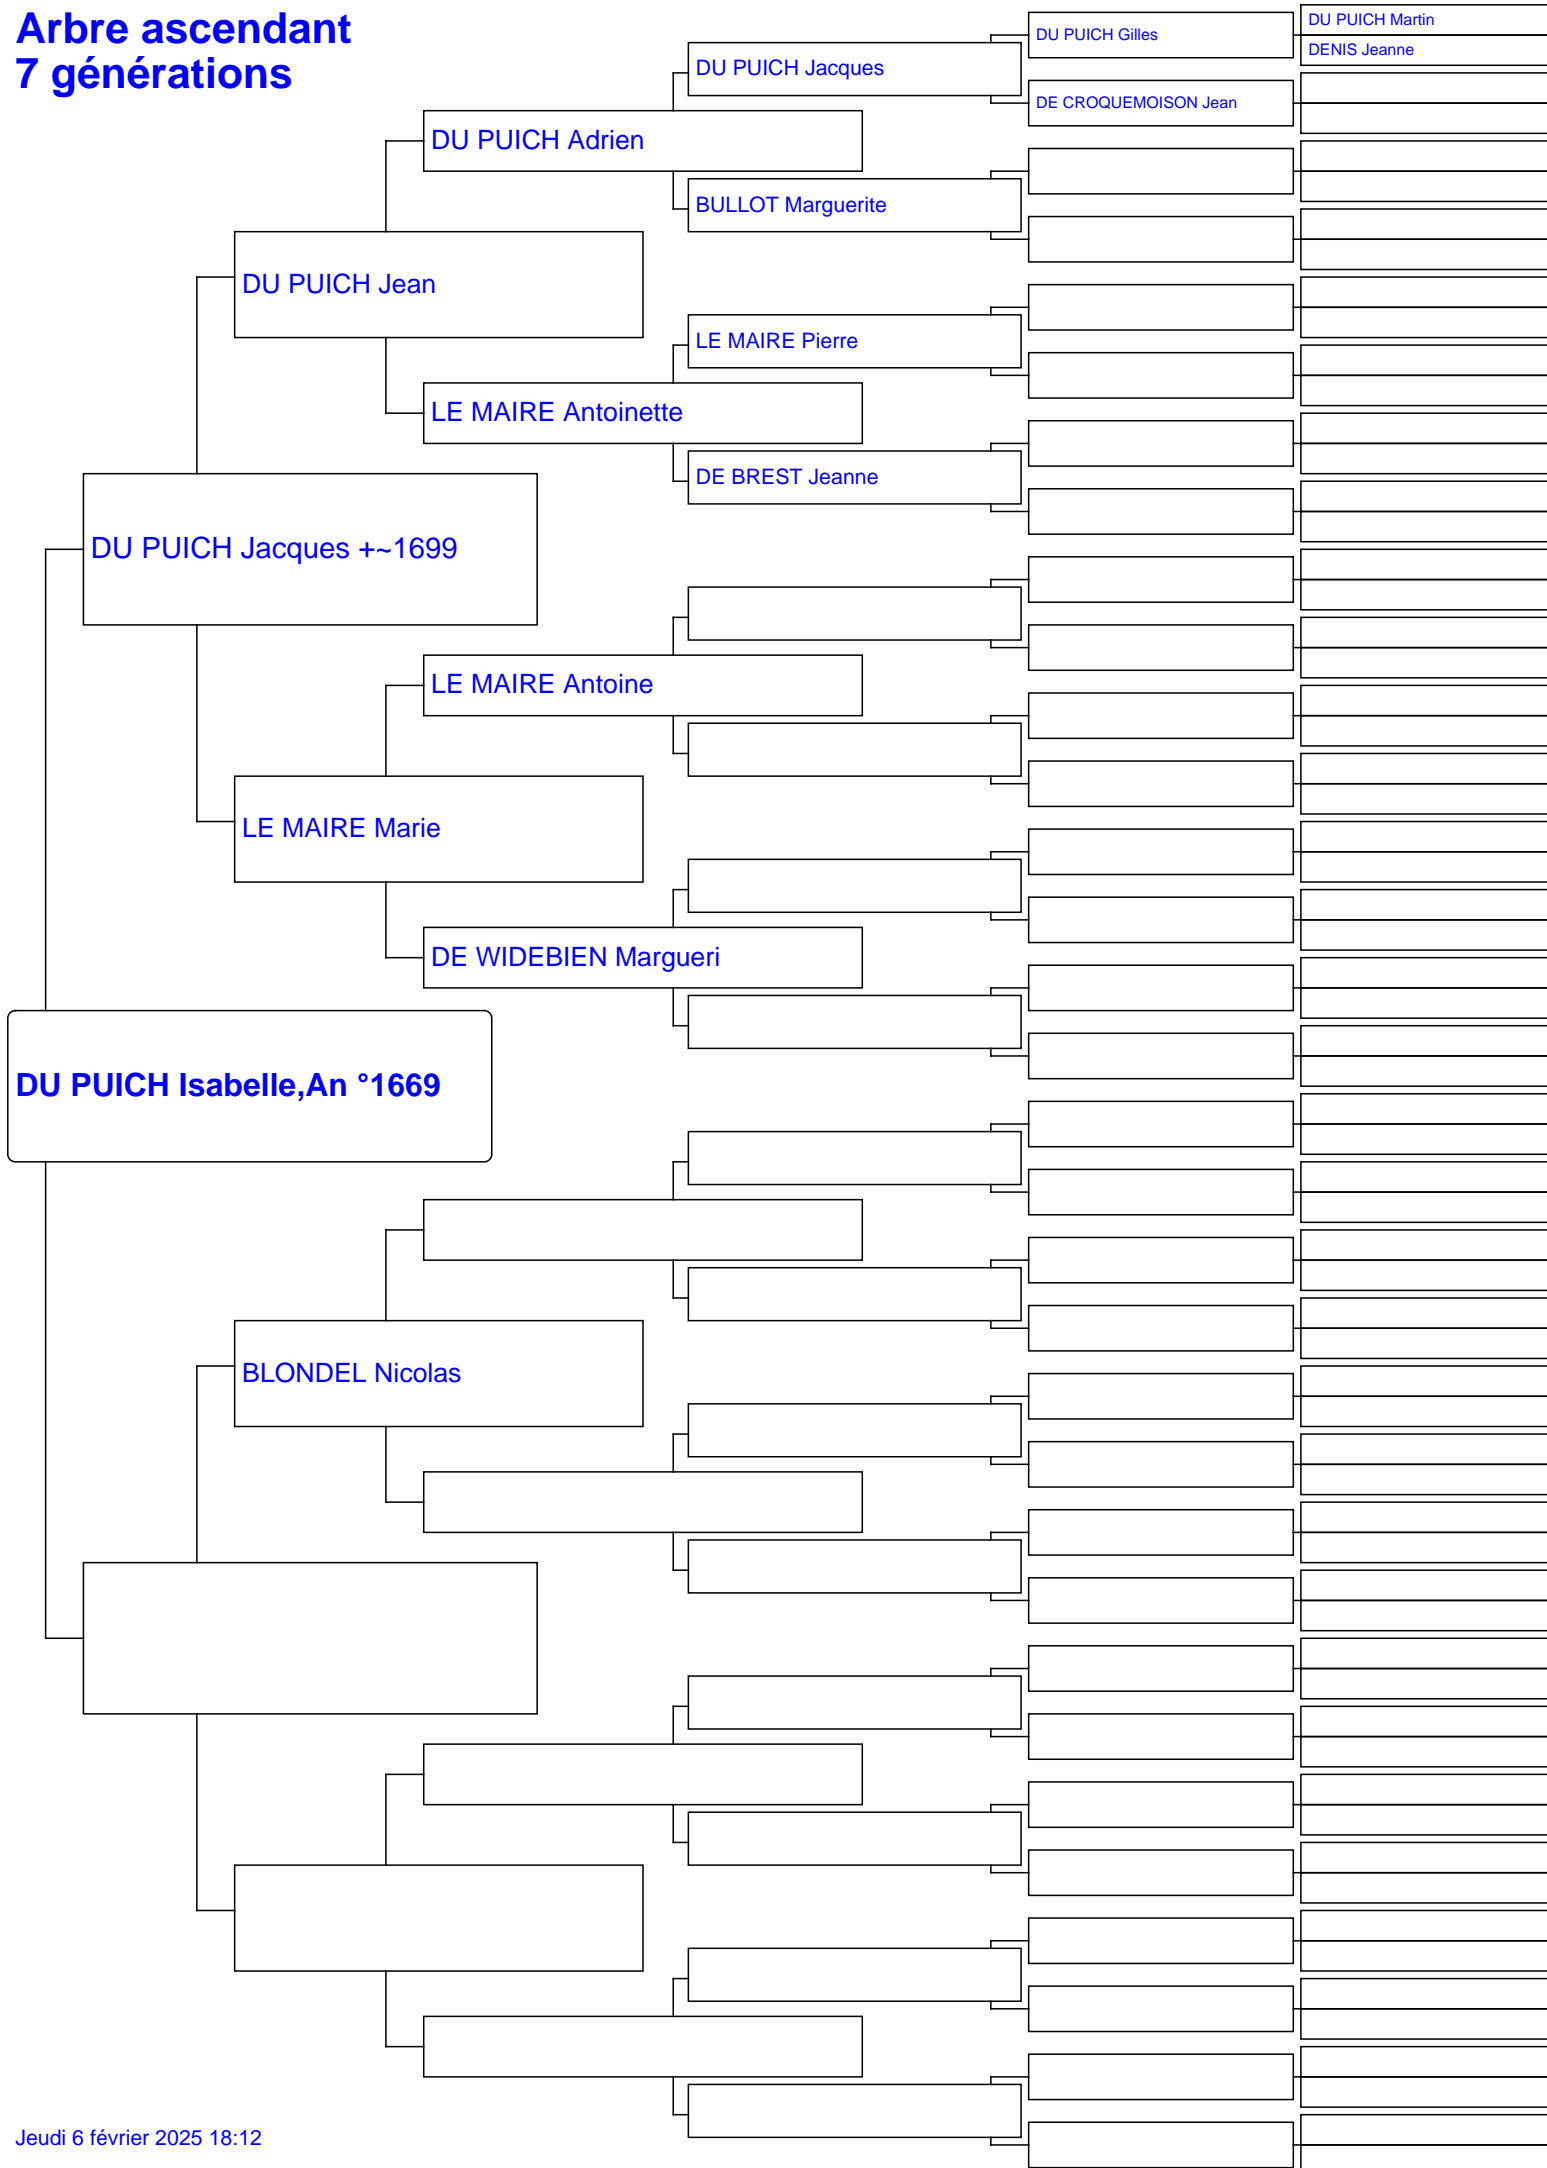 Arbre ascendant
7 générations
DU PUICH Martin
DU PUICH Gilles
DENIS Jeanne
DU PUICH Jacques
DE CROQUEMOISON Jean
DU PUICH Adrien
BULLOT Marguerite
DU PUICH Jean
LE MAIRE Pierre
LE MAIRE Antoinette
DE BREST Jeanne
DU PUICH Jacques +~1699
LE MAIRE Antoine
LE MAIRE Marie
DE WIDEBIEN Margueri
DU PUICH Isabelle,An °1669
BLONDEL Nicolas
Jeudi 6 février 2025 18:12